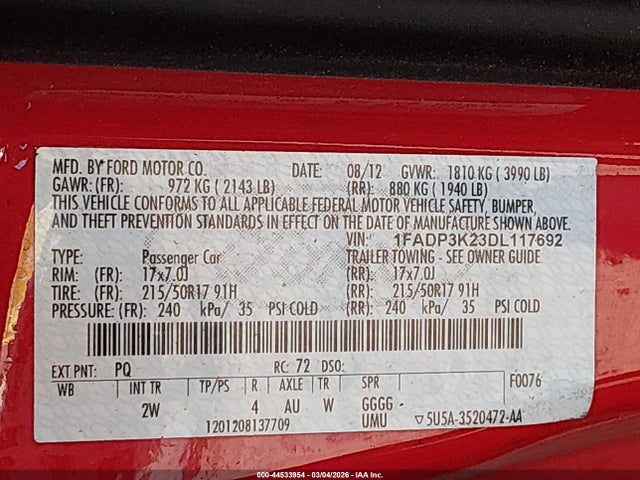 MFD. BY FORD MOTOR CO. DATE: 08/12 GVWR: 1810 KG ( 3990 LB)
GAWR: (FR): 972 KG ( 2143 LB) (RR): 880 KG ( 1940 LB)
THIS VEHICLE CONFORMS TO ALL APPLICABLE FEDERAL MOTOR VEHICLE SAFETY, BUMPER,
AND THEFT PREVENTION STANDARDS IN EFFECT ON THE DATE OF MANUFACTURE SHOWN ABOVE.
VIN: 1FADP3K23DL117692
TYPE: Passenger Car TRAILER TOWING - SEE OWNER GUIDE
RIM: (FR): 17x7.0J (RR): 17x7.0J
TIRE: (FR): 215/50R17 91H (RR): 215/50R17 91H
PRESSURE: (FR): 240 kPa/ 35 PSI COLD (RR): 240 kPa/ 35 PSI COLD
EXT PNT: PQ RC: 72 DSO: F0076
WB INT TR TP/PS R AXLE TR SPR
2W 4 AU W GGGG -
1201208137709 UMU ▽5U5A-3520472-AA
000-44533954 - 03/04/2026 - IAA Inc.